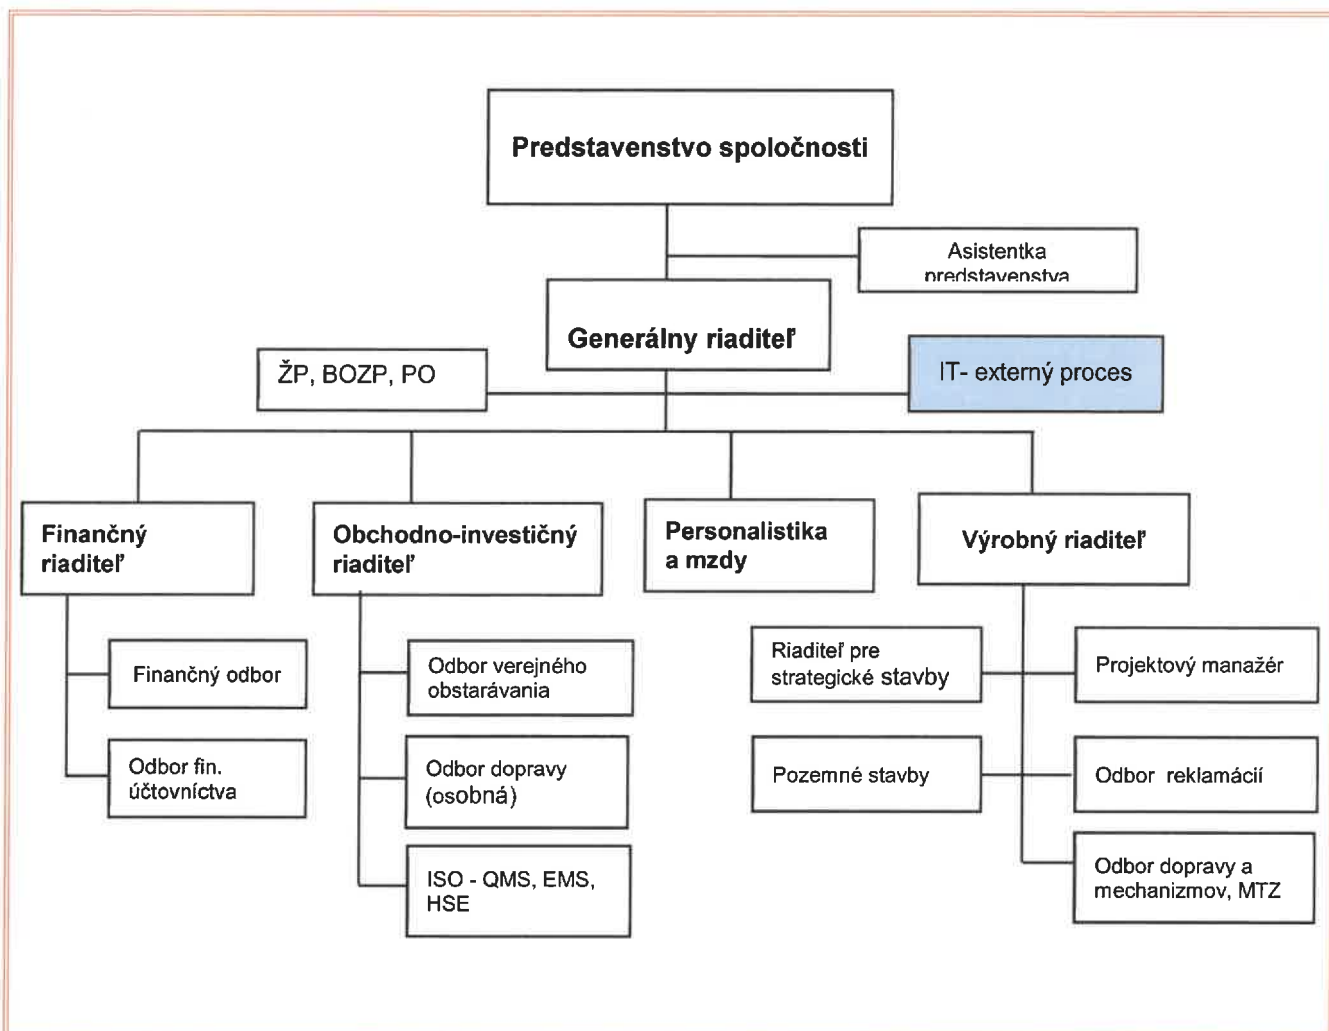 Predstavenstvo spoločnosti
Asistentka
predstavenstva
Generálny riaditeľ
ŽP, BOZP, PO
IT- externý proces
Finančný
riaditeľ
Obchodno-investičný
riaditeľ
Personalistika
a mzdy
Výrobný riaditeľ
Finančný odbor
Odbor verejného
obstarávania
Riaditeľ pre
strategické stavby
Projektový manažér
Odbor fin.
účtovníctva
Odbor dopravy
(osobná)
Pozemné stavby
Odbor  reklamácií
ISO - QMS, EMS,
HSE
Odbor dopravy a
mechanizmov, MTZ